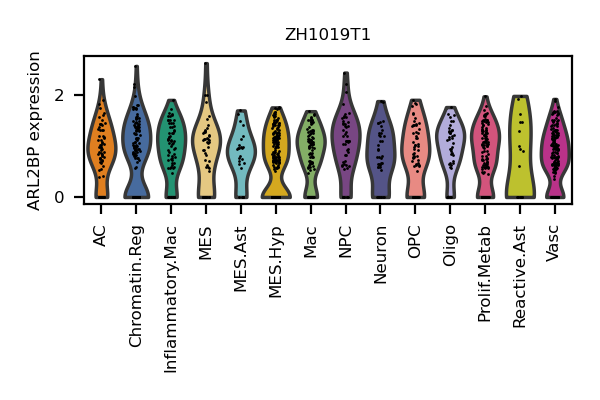 ZH1019T1
ARL2BP expression
2
0
AC
Chromatin.Reg
Inflammatory.Mac
MES
MES.Ast
MES.Hyp
Mac
NPC
Neuron
OPC
Oligo
Prolif.Metab
Reactive.Ast
Vasc